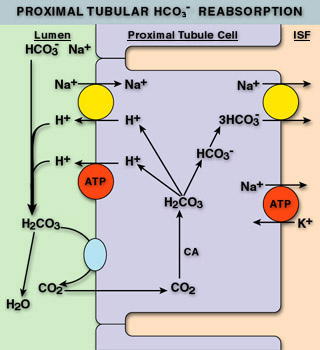 PROXIMAL TUBULAR HCO₃⁻ REABSORPTION
Lumen Proximal Tubule Cell ISF
HCO₃⁻ Na⁺
Na⁺ Na⁺ Na⁺
H⁺ H⁺ 3HCO₃⁻
H⁺ H⁺ HCO₃⁻
ATP Na⁺
H₂CO₃ ATP
H₂CO₃ K⁺
CA
CO₂ CO₂
H₂O